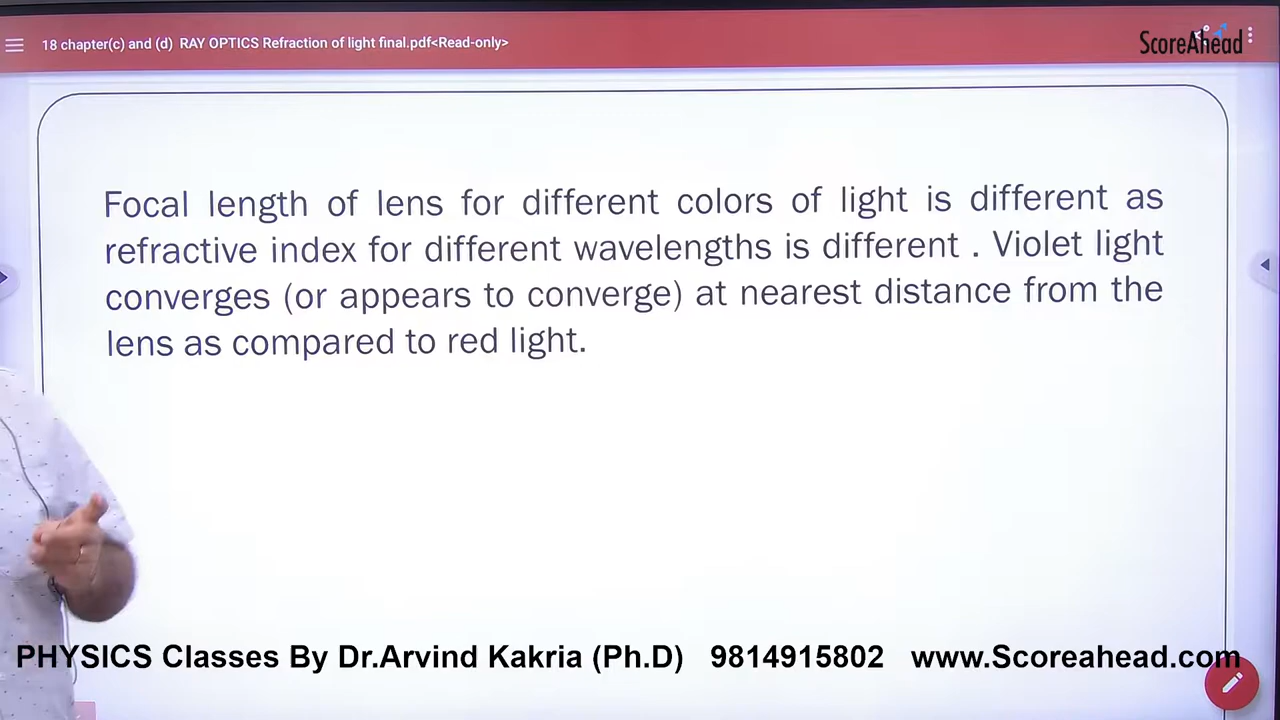 18 chapter(c) and (d) RAY OPTICS Refraction of light final.pdf<Read-only>
ScoreAhead
Focal length of lens for different colors of light is different as
refractive index for different wavelengths is different . Violet light
converges (or appears to converge) at nearest distance from the
lens as compared to red light.
PHYSICS Classes By Dr.Arvind Kakria (Ph.D) 9814915802 www.Scoreahead.com